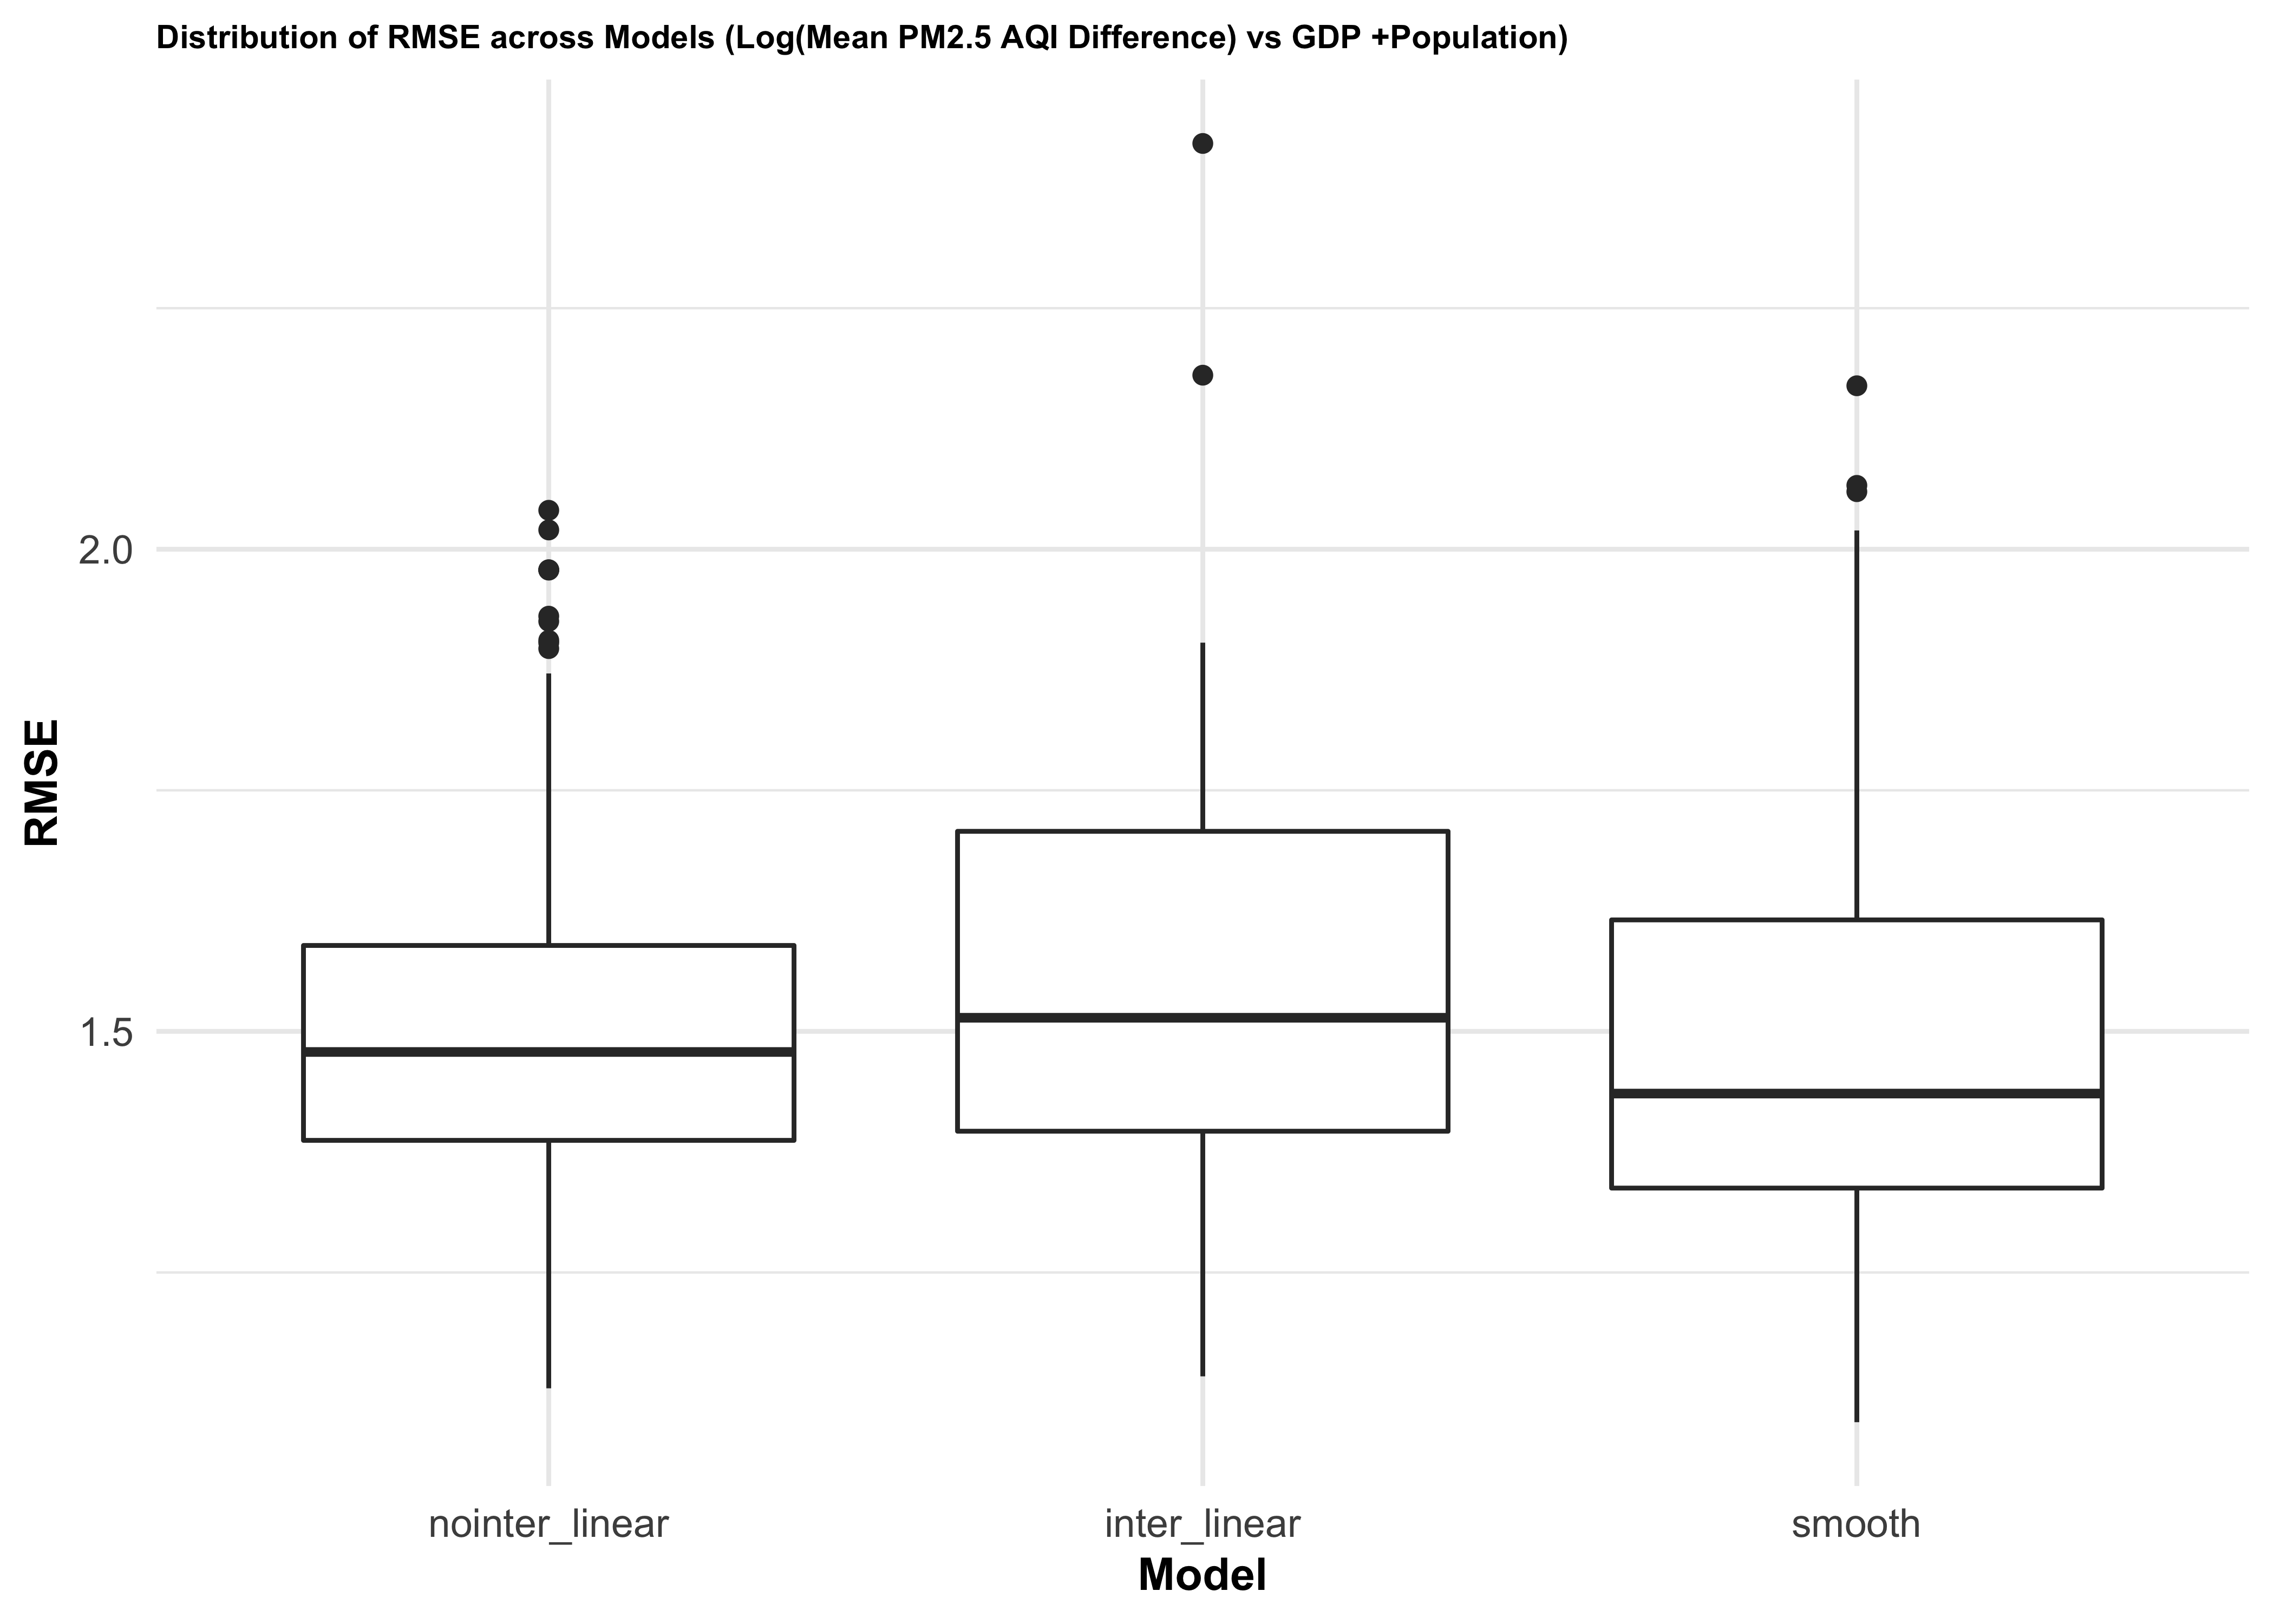 Distribution of RMSE across Models (Log(Mean PM2.5 AQI Difference) vs GDP +Population)
RMSE
2.0
1.5
nointer_linear
inter_linear
smooth
Model